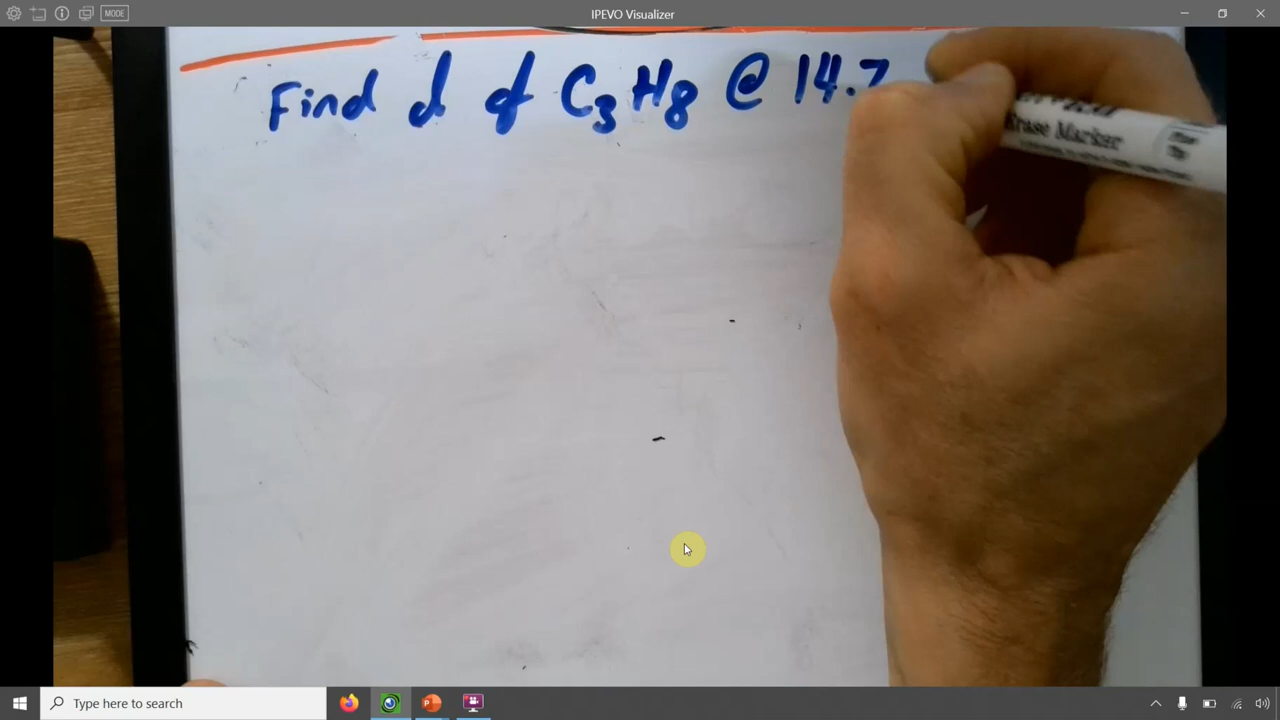 MODE
IPEVO Visualizer
Find d of C₃H₈ @ 14.7
Erase Marker
Type here to search